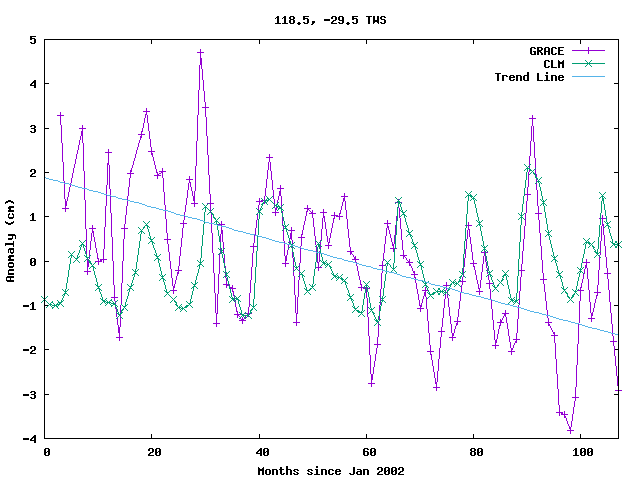 118.5, -29.5 TWS
GRACE
CLM
Trend Line
5
4
3
2
1
0
-1
-2
-3
-4
Anomaly (cm)
0 20 40 60 80 100
Months since Jan 2002